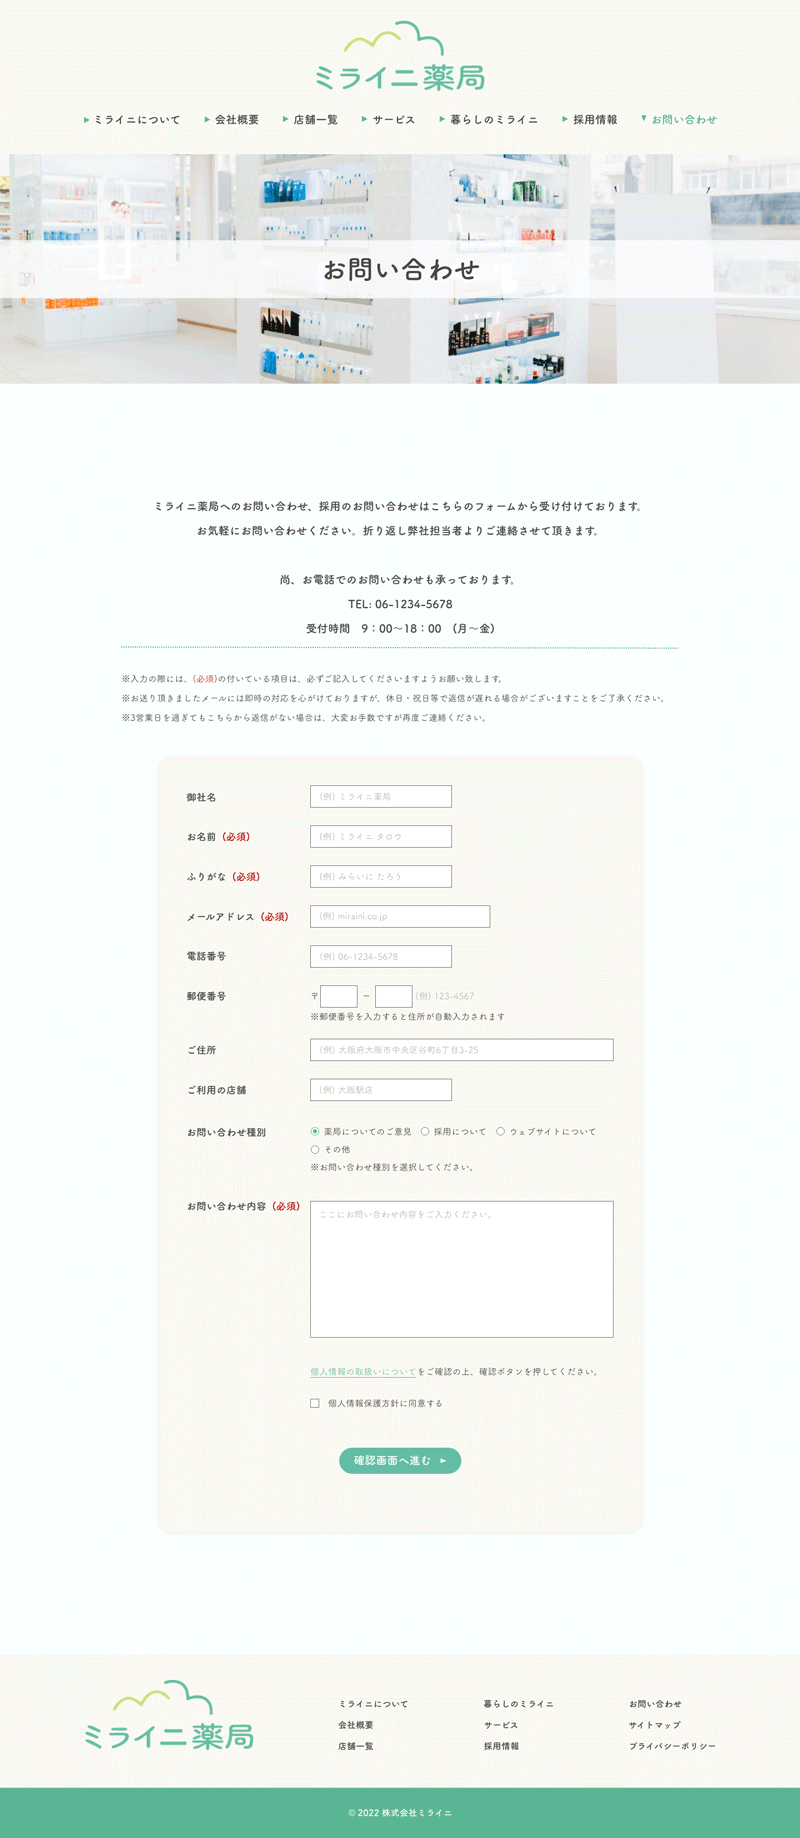 ミライニ薬局
ミライニについて 会社概要 店舗一覧 サービス 暮らしのミライニ 採用情報 お問い合わせ
お問い合わせ
ミライニ薬局へのお問い合わせ、採用のお問い合わせはこちらのフォームから受け付けております。
お気軽にお問い合わせください。折り返し弊社担当者よりご連絡させて頂きます。
尚、お電話でのお問い合わせも承っております。
TEL: 06-1234-5678
受付時間 9：00～18：00 (月～金)
※入力の際には、(必須)の付いている項目は、必ずご記入してくださいますようお願い致します。
※お送り頂きましたメールには即時の対応を心がけておりますが、休日・祝日等で返信が遅れる場合がございますことをご了承ください。
※3営業日を過ぎてもこちらから返信がない場合は、大変お手数ですが再度ご連絡ください。
御社名 (例) ミライニ薬局
お名前 (必須) (例) ミライニ タロウ
ふりがな (必須) (例) みらいに たろう
メールアドレス (必須) (例) miraini.co.jp
電話番号 (例) 06-1234-5678
郵便番号 〒 － (例) 123-4567
※郵便番号を入力すると住所が自動入力されます
ご住所 (例) 大阪府大阪市中央区谷町6丁目3-25
ご利用の店舗 (例) 大阪駅店
お問い合わせ種別 薬局についてのご意見 採用について ウェブサイトについて
その他
※お問い合わせ種別を選択してください。
お問い合わせ内容 (必須) ここにお問い合わせ内容をご入力ください。
個人情報の取扱いについてをご確認の上、確認ボタンを押してください。
個人情報保護方針に同意する
確認画面へ進む
ミライニ薬局
ミライニについて 暮らしのミライニ お問い合わせ
会社概要 サービス サイトマップ
店舗一覧 採用情報 プライバシーポリシー
© 2022 株式会社ミライニ